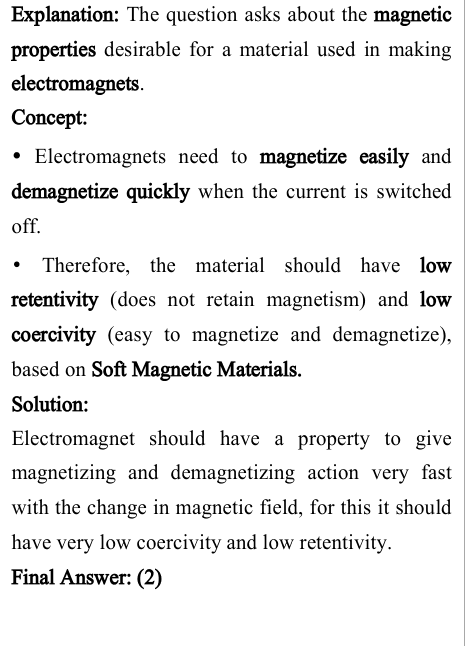 Explanation: The question asks about the magnetic
properties desirable for a material used in making
electromagnets.
Concept:
• Electromagnets need to magnetize easily and
demagnetize quickly when the current is switched
off.
• Therefore, the material should have low
retentivity (does not retain magnetism) and low
coercivity (easy to magnetize and demagnetize),
based on Soft Magnetic Materials.
Solution:
Electromagnet should have a property to give
magnetizing and demagnetizing action very fast
with the change in magnetic field, for this it should
have very low coercivity and low retentivity.
Final Answer: (2)